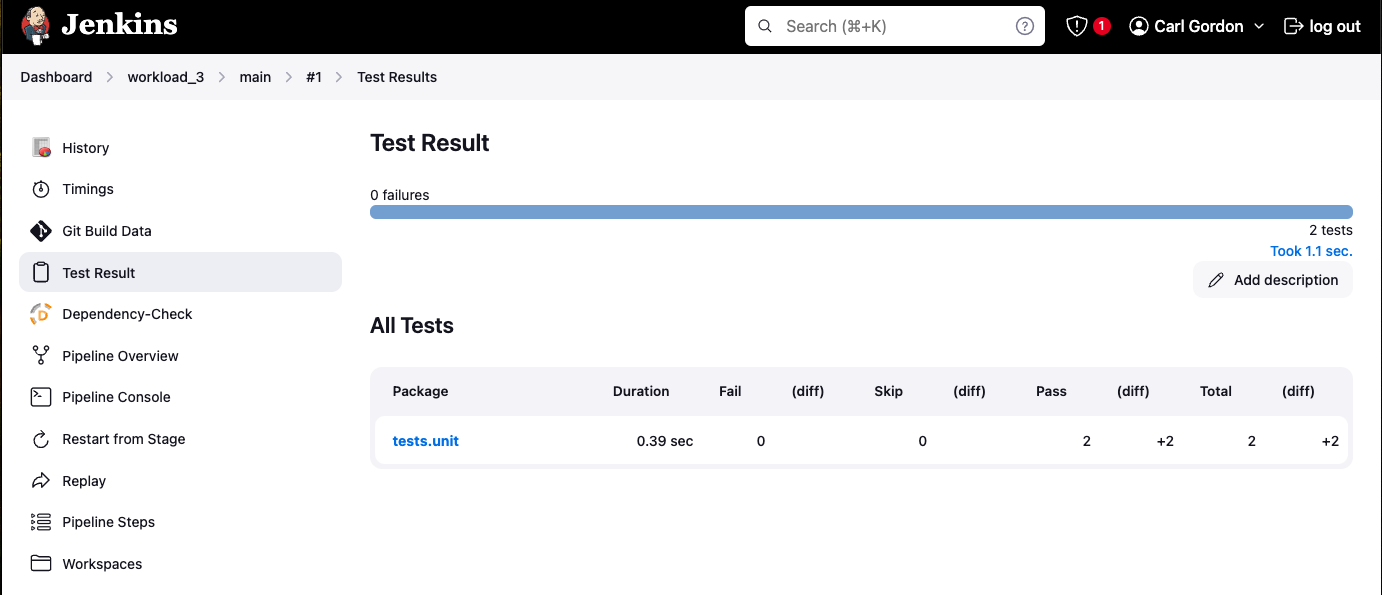 Jenkins
Search (⌘+K)
1
Carl Gordon
log out
Dashboard
workload_3
main
#1
Test Results
History
Timings
Git Build Data
Test Result
Dependency-Check
Pipeline Overview
Pipeline Console
Restart from Stage
Replay
Pipeline Steps
Workspaces
Test Result
0 failures
2 tests
Took 1.1 sec.
Add description
All Tests
Package Duration Fail (diff) Skip (diff) Pass (diff) Total (diff)
tests.unit 0.39 sec 0 0 2 +2 2 +2